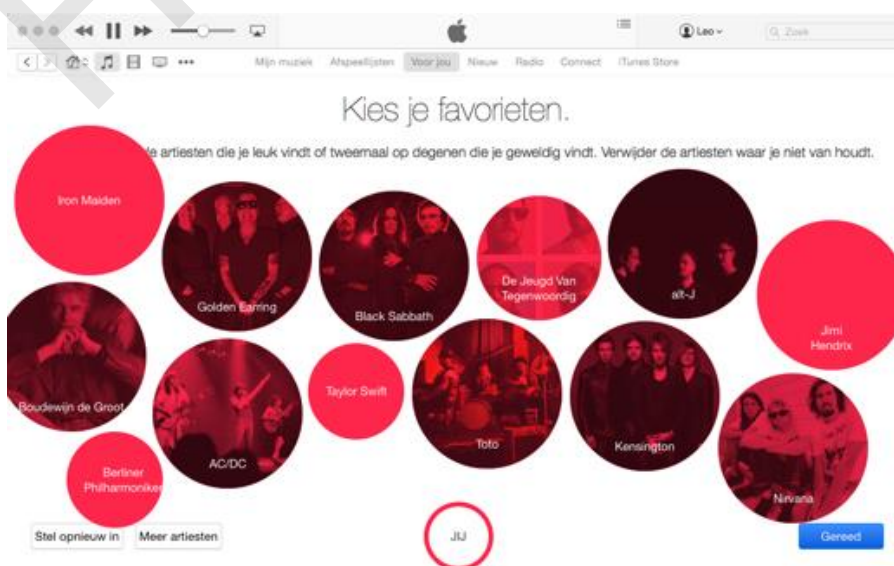 Leo
Zoek
Mijn muziek Afspeellijsten Voor jou Nieuw Radio Connect iTunes Store
Kies je favorieten.
de artiesten die je leuk vindt of tweemaal op degenen die je geweldig vindt. Verwijder de artiesten waar je niet van houdt.
Iron Maiden
Golden Earring
Black Sabbath
De Jeugd Van
Tegenwoordig
alt-J
Jimi
Hendrix
Boudewijn de Groot
AC/DC
Taylor Swift
Toto
Kensington
Nirvana
Berliner
Philharmoniker
Stel opnieuw in
Meer artiesten
JIJ
Gereed